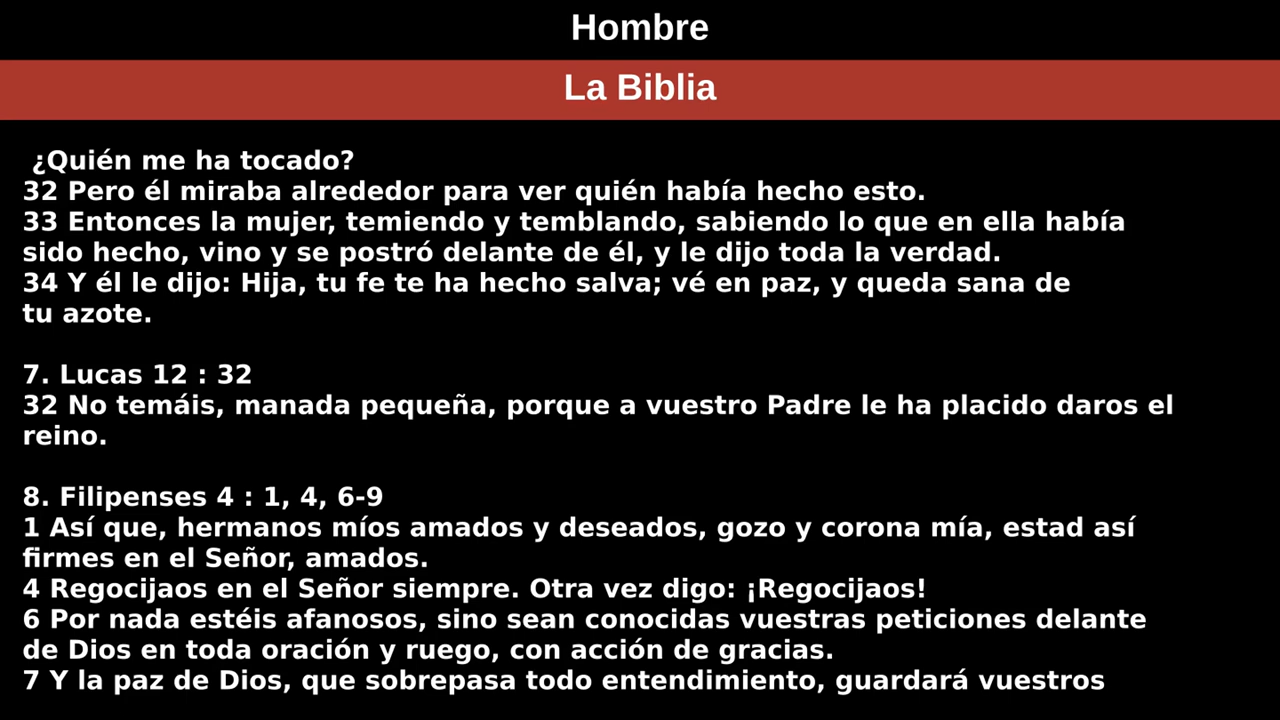 Hombre
La Biblia
¿Quién me ha tocado?
32 Pero él miraba alrededor para ver quién había hecho esto.
33 Entonces la mujer, temiendo y temblando, sabiendo lo que en ella había
sido hecho, vino y se postró delante de él, y le dijo toda la verdad.
34 Y él le dijo: Hija, tu fe te ha hecho salva; vé en paz, y queda sana de
tu azote.
7. Lucas 12 : 32
32 No temáis, manada pequeña, porque a vuestro Padre le ha placido daros el
reino.
8. Filipenses 4 : 1, 4, 6-9
1 Así que, hermanos míos amados y deseados, gozo y corona mía, estad así
firmes en el Señor, amados.
4 Regocijaos en el Señor siempre. Otra vez digo: ¡Regocijaos!
6 Por nada estéis afanosos, sino sean conocidas vuestras peticiones delante
de Dios en toda oración y ruego, con acción de gracias.
7 Y la paz de Dios, que sobrepasa todo entendimiento, guardará vuestros